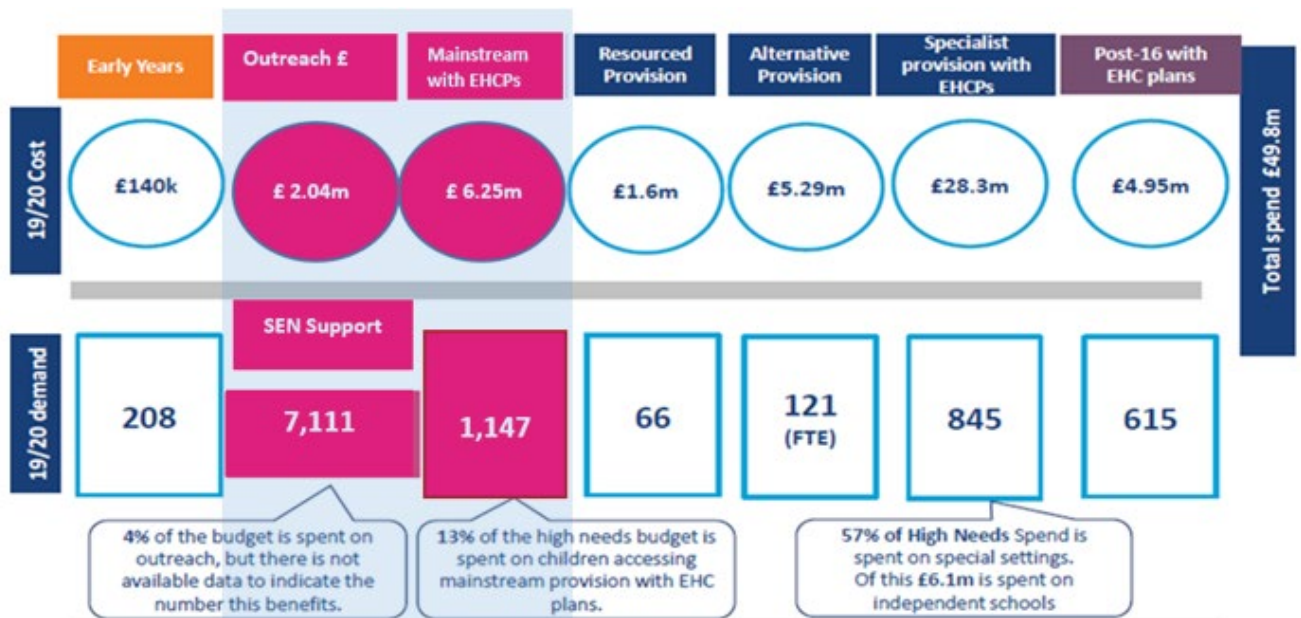 Early Years
Outreach £
Mainstream
with EHCPs
Resourced
Provision
Alternative
Provision
Specialist
provision with
EHCPs
Post-16 with
EHC plans
19/20 Cost
£140k
£ 2.04m
£ 6.25m
£1.6m
£5.29m
£28.3m
£4.95m
Total spend £49.8m
SEN Support
19/20 demand
208
7,111
1,147
66
121
(FTE)
845
615
4% of the budget is spent on
outreach, but there is not
available data to indicate the
number this benefits.
13% of the high needs budget is
spent on children accessing
mainstream provision with EHC
plans.
57% of High Needs Spend is
spent on special settings.
Of this £6.1m is spent on
independent schools